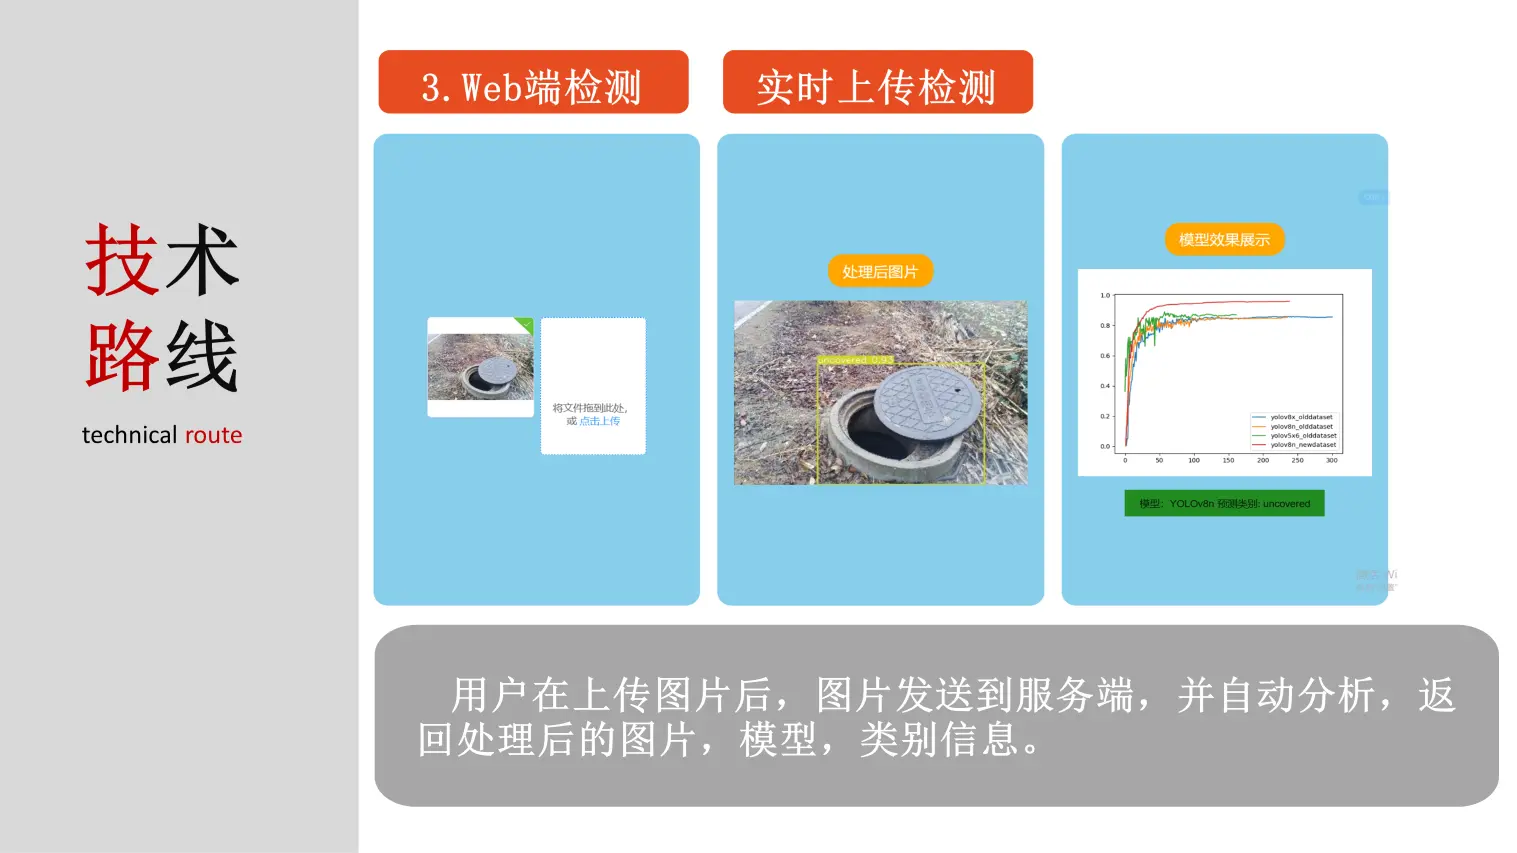 技术
路线
technical route
3.Web端检测
实时上传检测
将文件拖到此处，
或 点击上传
处理后图片
uncovered 0.93
模型效果展示
1.0
0.8
0.6
0.4
0.2
0.0
0 50 100 150 200 250 300
yolov8x_olddataset
yolov8n_olddataset
yolov5x6_olddataset
yolov8n_newdataset
模型：YOLOv8n 预测类别: uncovered
用户在上传图片后，图片发送到服务端，并自动分析，返
回处理后的图片，模型，类别信息。